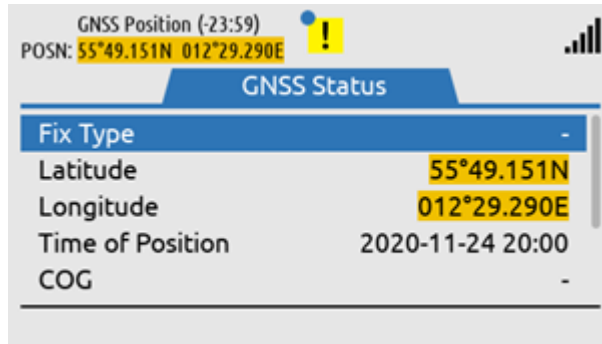 GNSS Position (-23:59)
POSN: 55°49.151N 012°29.290E
!
GNSS Status
Fix Type -
Latitude 55°49.151N
Longitude 012°29.290E
Time of Position 2020-11-24 20:00
COG -